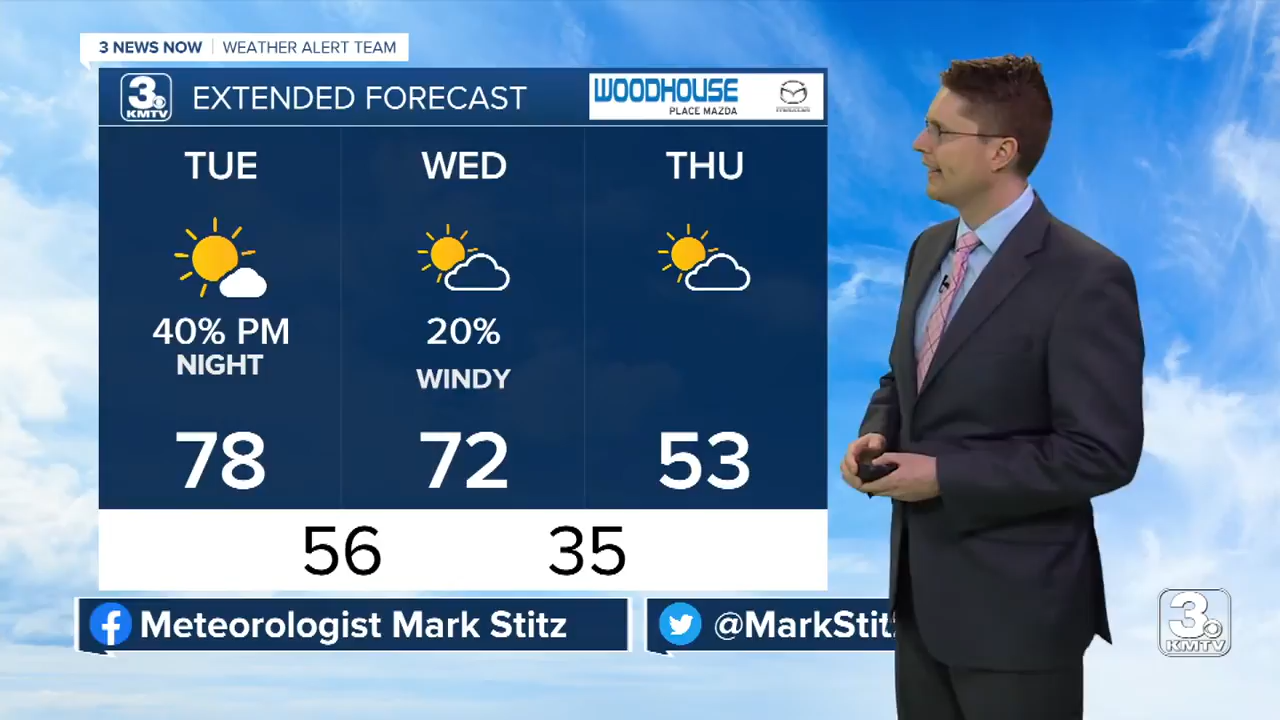 3 NEWS NOW WEATHER ALERT TEAM
3 KMTV
EXTENDED FORECAST
WOODHOUSE
PLACE MAZDA
TUE WED THU
40% PM
NIGHT
20%
WINDY
78 72 53
56 35
Meteorologist Mark Stitz
@MarkStitz
3 KMTV